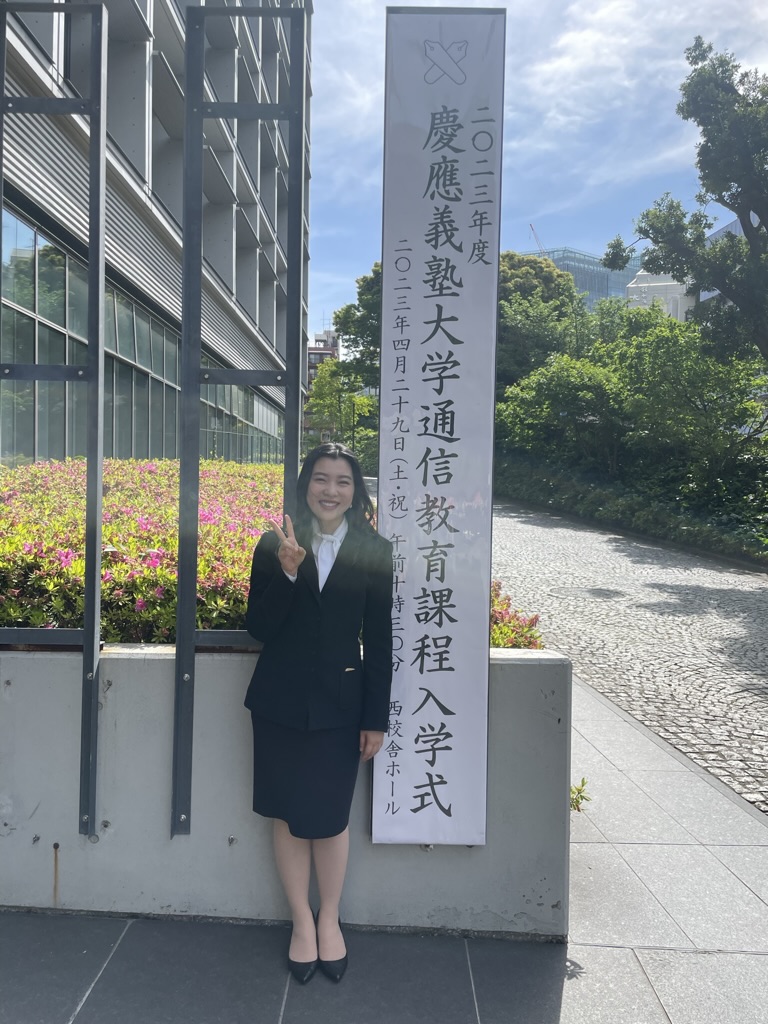 二〇二三年度
慶應義塾大学通信教育課程 入学式
二〇二三年四月二十九日（土・祝） 午前十時三〇分 西校舎ホール